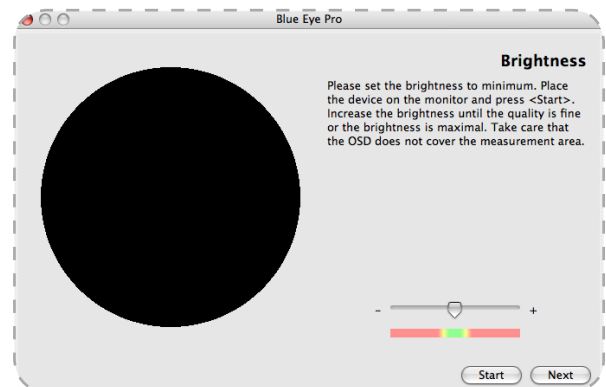 Blue Eye Pro
Brightness
Please set the brightness to minimum. Place
the device on the monitor and press <Start>.
Increase the brightness until the quality is fine
or the brightness is maximal. Take care that
the OSD does not cover the measurement area.
- +
Start Next